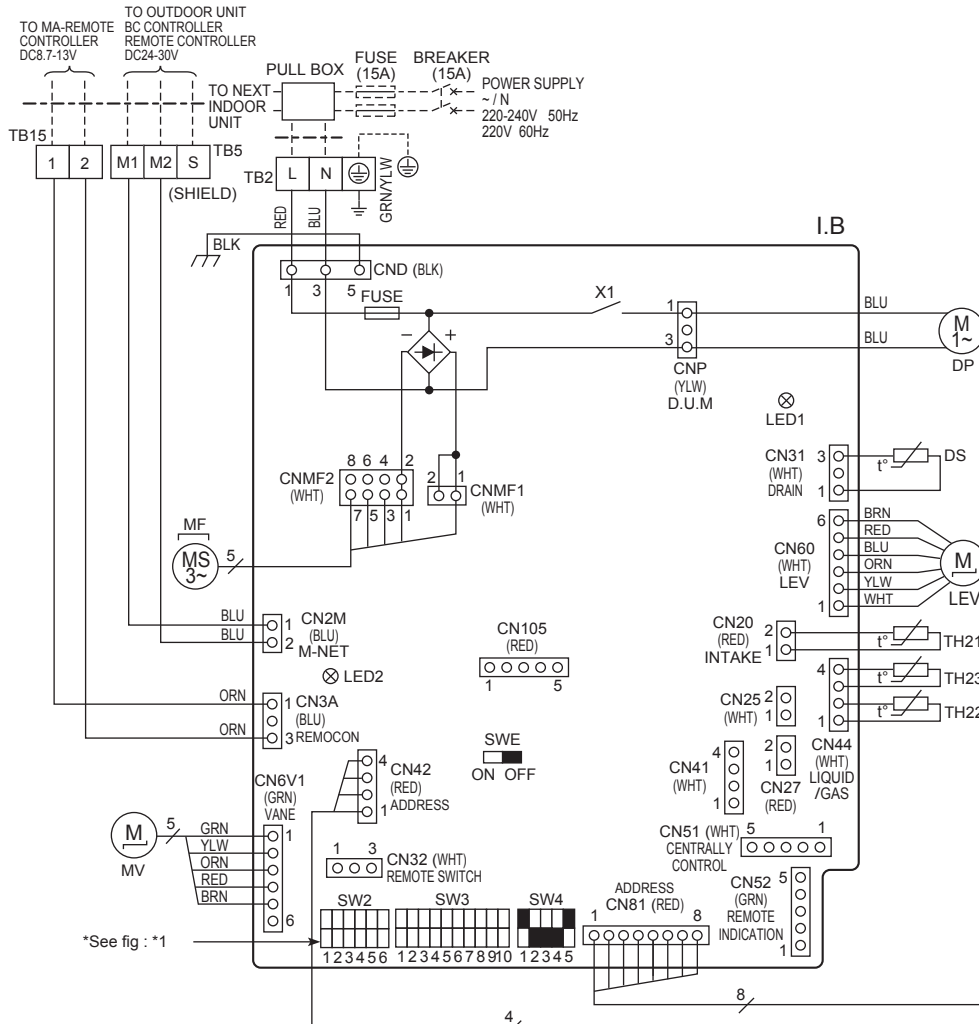 TO MA-REMOTE
CONTROLLER
DC8.7-13V
TO OUTDOOR UNIT
BC CONTROLLER
REMOTE CONTROLLER
DC24-30V
PULL BOX
FUSE
(15A)
BREAKER
(15A)
TO NEXT
INDOOR
UNIT
POWER SUPPLY
~ / N
220-240V 50Hz
220V 60Hz
TB15
1 2
M1 M2 S
TB5
(SHIELD)
TB2
L N
GRN/YLW
RED
BLU
BLK
I.B
CND (BLK)
1 3 5
FUSE
X1
1
3
CNP
(YLW)
D.U.M
BLU
BLU
M
1~
DP
− +
LED1
CN31
(WHT)
DRAIN
3
1
t°
DS
8 6 4 2
CNMF2
(WHT)
7 5 3 1
2 1
CNMF1
(WHT)
MF
MS
3~
5
CN60
(WHT)
LEV
6
1
BRN
RED
BLU
ORN
YLW
WHT
M
LEV
BLU
BLU
1
2
CN2M
(BLU)
M-NET
LED2
CN105
(RED)
1 5
CN20
(RED)
INTAKE
2
1
t°
TH21
4
1
t°
TH23
t°
TH22
CN44
(WHT)
LIQUID
/GAS
CN25
(WHT)
2
1
ORN
ORN
1
3
CN3A
(BLU)
REMOCON
SWE
ON OFF
CN41
(WHT)
4
1
2
1
CN27
(RED)
CN42
(RED)
ADDRESS
4
1
CN6V1
(GRN)
VANE
1
6
M
MV
5
GRN
YLW
ORN
RED
BRN
CN51 (WHT)
CENTRALLY
CONTROL
5 1
1 3
CN32 (WHT)
REMOTE SWITCH
CN52
(GRN)
REMOTE
INDICATION
5
1
SW2
123456
SW3
12345678910
SW4
12345
ADDRESS
CN81 (RED)
1 8
*See fig : *1
8
4